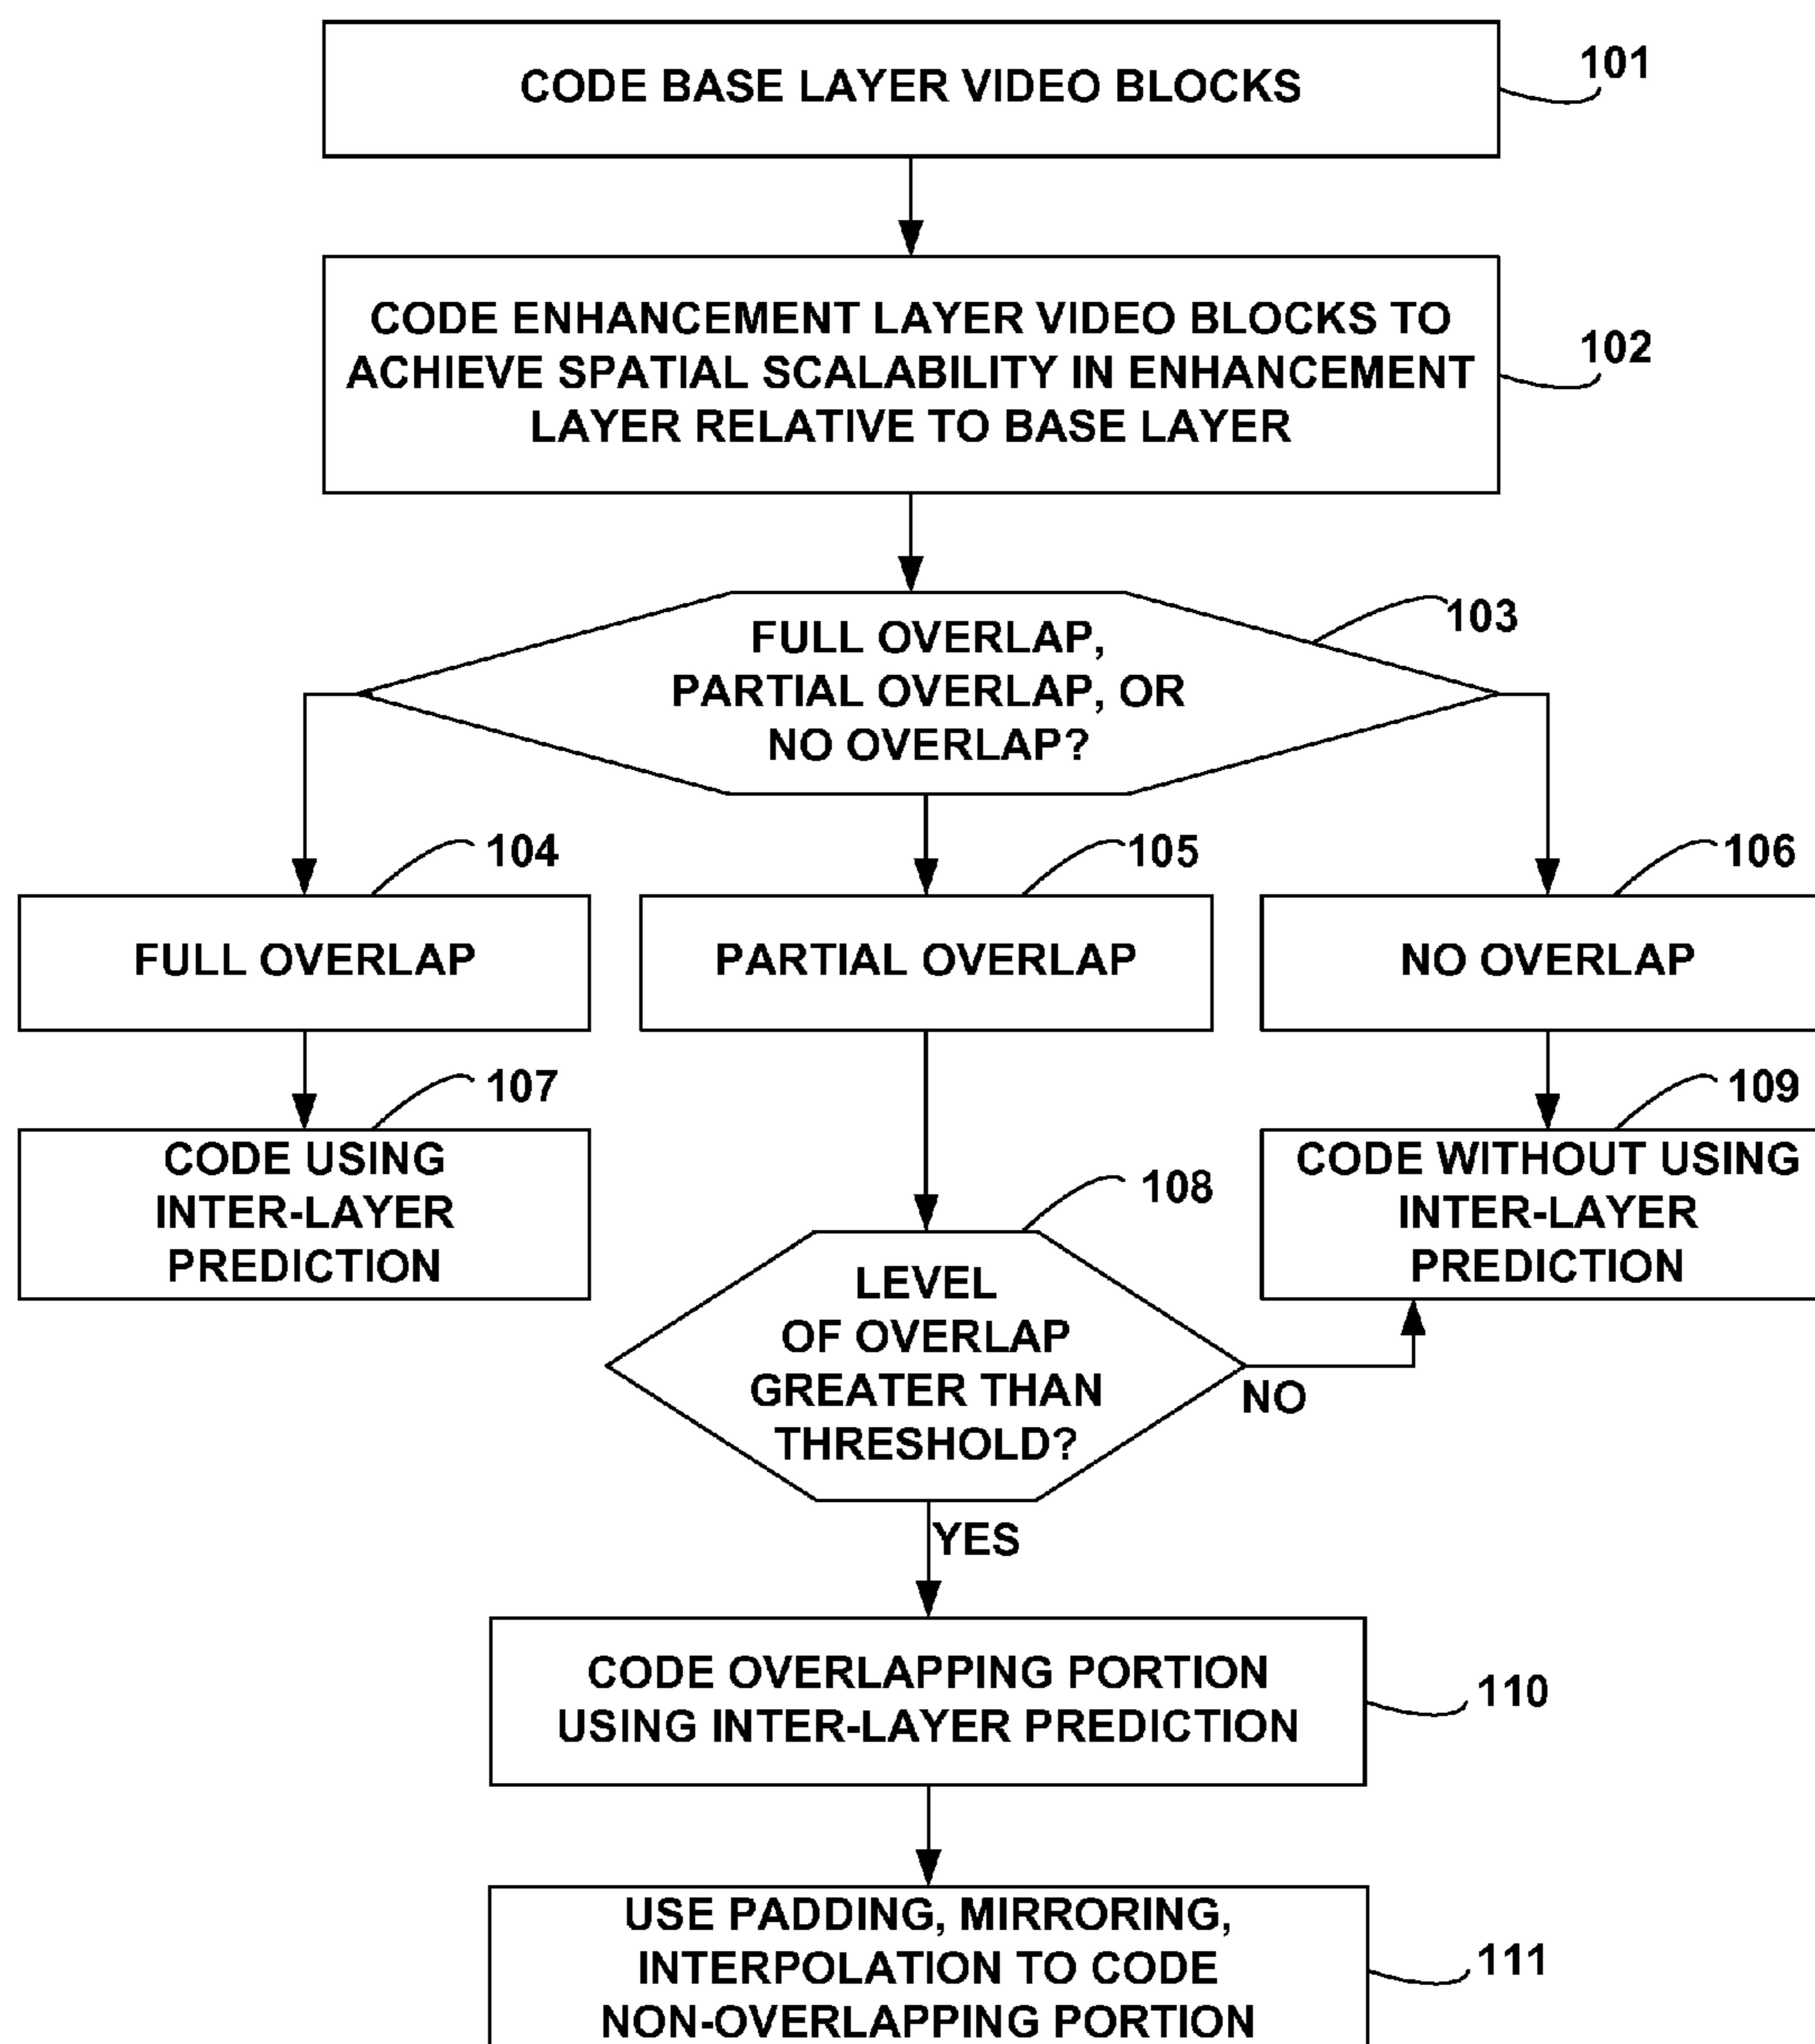 CODE BASE LAYER VIDEO BLOCKS
101
CODE ENHANCEMENT LAYER VIDEO BLOCKS TO
ACHIEVE SPATIAL SCALABILITY IN ENHANCEMENT
LAYER RELATIVE TO BASE LAYER
102
FULL OVERLAP,
PARTIAL OVERLAP, OR
NO OVERLAP?
103
104
105
106
FULL OVERLAP
PARTIAL OVERLAP
NO OVERLAP
107
CODE USING
INTER-LAYER
PREDICTION
109
CODE WITHOUT USING
INTER-LAYER
PREDICTION
108
LEVEL
OF OVERLAP
GREATER THAN
THRESHOLD?
NO
YES
CODE OVERLAPPING PORTION
USING INTER-LAYER PREDICTION
110
USE PADDING, MIRRORING,
INTERPOLATION TO CODE
NON-OVERLAPPING PORTION
111